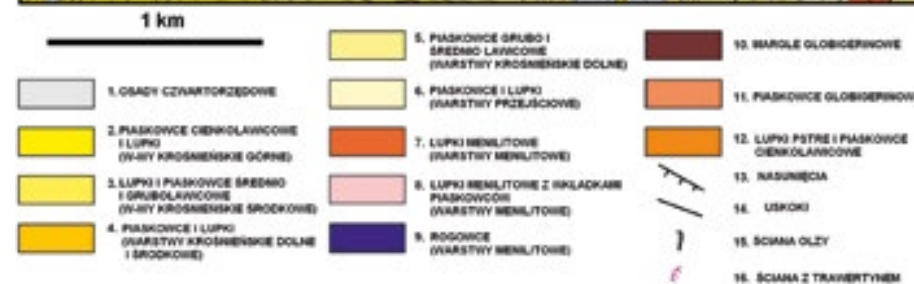 1 km
1. OSADY CZWARTORZĘDOWE
2. PIASKOWCE CIENKOŁAWICOWE
I ŁUPKI
(W-WY KROŚNIEŃSKIE GÓRNE)
3. ŁUPKI I PIASKOWCE ŚREDNIO
I GRUBOŁAWICOWE
(W-WY KROŚNIEŃSKIE ŚRODKOWE)
4. PIASKOWCE I ŁUPKI
(WARSTWY KROŚNIEŃSKIE DOLNE
I ŚRODKOWE)
5. PIASKOWCE GRUBO I
ŚREDNIO ŁAWICOWE
(WARSTWY KROŚNIEŃSKIE DOLNE)
6. PIASKOWCE I ŁUPKI
(WARSTWY PRZEJŚCIOWE)
7. ŁUPKI MENILITOWE
(WARSTWY MENILITOWE)
8. ŁUPKI MENILITOWE Z WKŁADKAMI
PIASKOWCÓW
(WARSTWY MENILITOWE)
9. ROGOWCE
(WARSTWY MENILITOWE)
10. MARGLE GLOBIGERINOWE
11. PIASKOWCE GLOBIGERINOW
12. ŁUPKI PSTRE I PIASKOWCE
CIENKOŁAWICOWE
13. NASUNIĘCIA
14. USKOKI
15. ŚCIANA OLZY
16. ŚCIANA Z TRAWERTYNEM